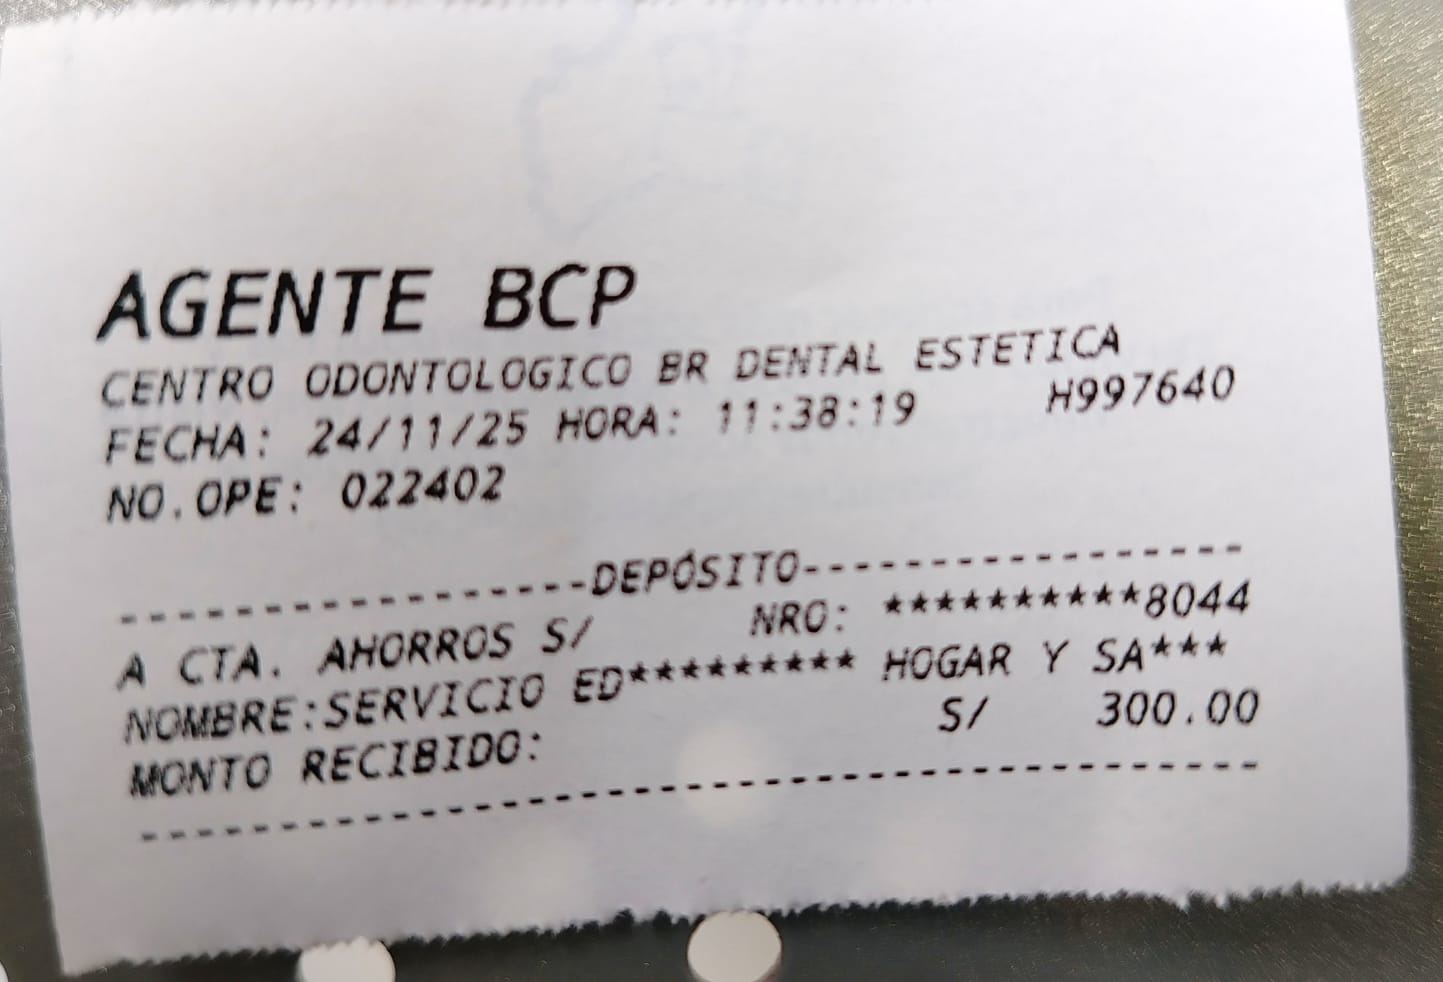 AGENTE BCP
CENTRO ODONTOLOGICO BR DENTAL ESTETICA
FECHA: 24/11/25 HORA: 11:38:19 H997640
NO.OPE: 022402
-----------------DEPÓSITO-----------------
A CTA. AHORROS S/ NRO: **********8044
NOMBRE:SERVICIO ED********* HOGAR Y SA***
MONTO RECIBIDO: S/ 300.00